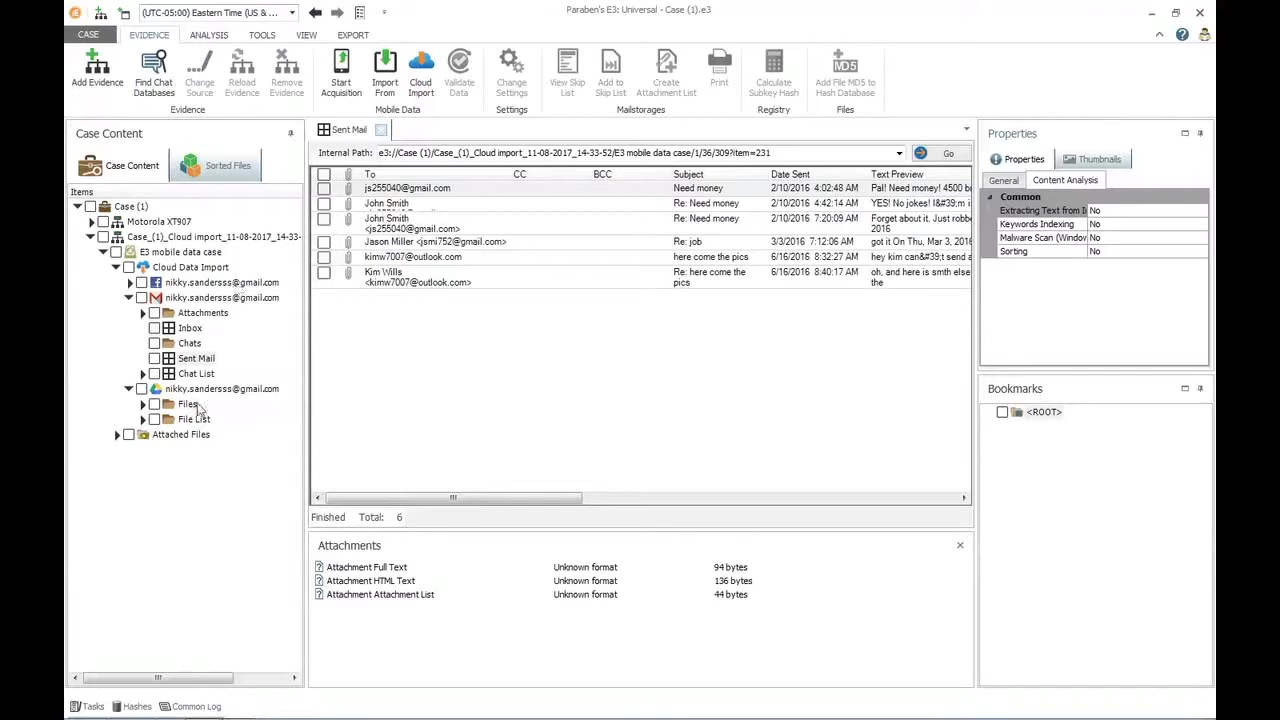 (UTC-05:00) Eastern Time (US & ...
Paraben's E3: Universal - Case (1).e3
CASE EVIDENCE ANALYSIS TOOLS VIEW EXPORT
Add Evidence
Find Chat Databases
Change Source
Reload Evidence
Remove Evidence
Start Acquisition
Import From
Cloud Import
Validate Data
Change Settings
View Skip List
Add to Skip List
Create Attachment List
Print
Calculate Subkey Hash
MD5
Add File MD5 to Hash Database
Evidence Mobile Data Settings Mailstorages Registry Files
Case Content
Case Content Sorted Files
Items
Case (1)
Motorola XT907
Case_(1)_Cloud import_11-08-2017_14-33-
E3 mobile data case
Cloud Data Import
nikky.sandersss@gmail.com
nikky.sandersss@gmail.com
Attachments
Inbox
Chats
Sent Mail
Chat List
nikky.sandersss@gmail.com
Files
File List
Attached Files
Sent Mail
Internal Path: e3://Case (1)/Case_(1)_Cloud import_11-08-2017_14-33-52/E3 mobile data case/1/36/309?item=231 Go
To CC BCC Subject Date Sent Text Preview
js255040@gmail.com Need money 2/10/2016 4:02:48 AM Pal! Need money! 4500 b
John Smith Re: Need money 2/10/2016 4:42:14 AM YES! No jokes! I&#39;m i
John Smith Re: Need money 2/10/2016 7:20:09 AM Forget about it. Just robb
<js255040@gmail.com> 2016
Jason Miller <jsmi752@gmail.com> Re: job 3/3/2016 7:12:06 AM got it On Thu, Mar 3, 2016
kimw7007@outlook.com here come the pics 6/16/2016 8:32:27 AM hey kim can&#39;t send a
Kim Wills Re: here come the 6/16/2016 8:40:17 AM oh, and here is smth else
<kimw7007@outlook.com> pics the
Finished Total: 6
Attachments
Attachment Full Text Unknown format 94 bytes
Attachment HTML Text Unknown format 136 bytes
Attachment Attachment List Unknown format 44 bytes
Properties
Properties Thumbnails
General Content Analysis
Common
Extracting Text from I No
Keywords Indexing No
Malware Scan (Window No
Sorting No
Bookmarks
<ROOT>
Tasks Hashes Common Log